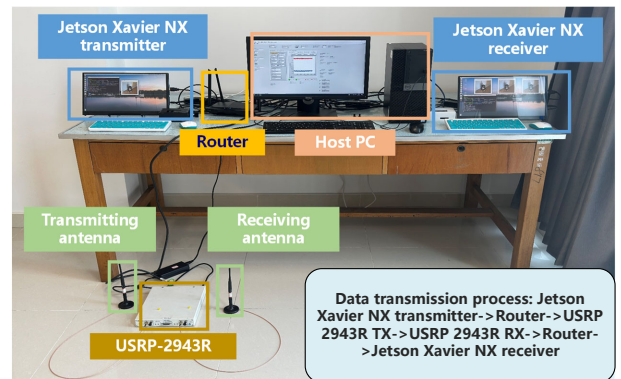 Jetson Xavier NX
transmitter
Jetson Xavier NX
receiver
Router
Host PC
Transmitting
antenna
Receiving
antenna
USRP-2943R
Data transmission process: Jetson
Xavier NX transmitter->Router->USRP
2943R TX->USRP 2943R RX->Router-
>Jetson Xavier NX receiver